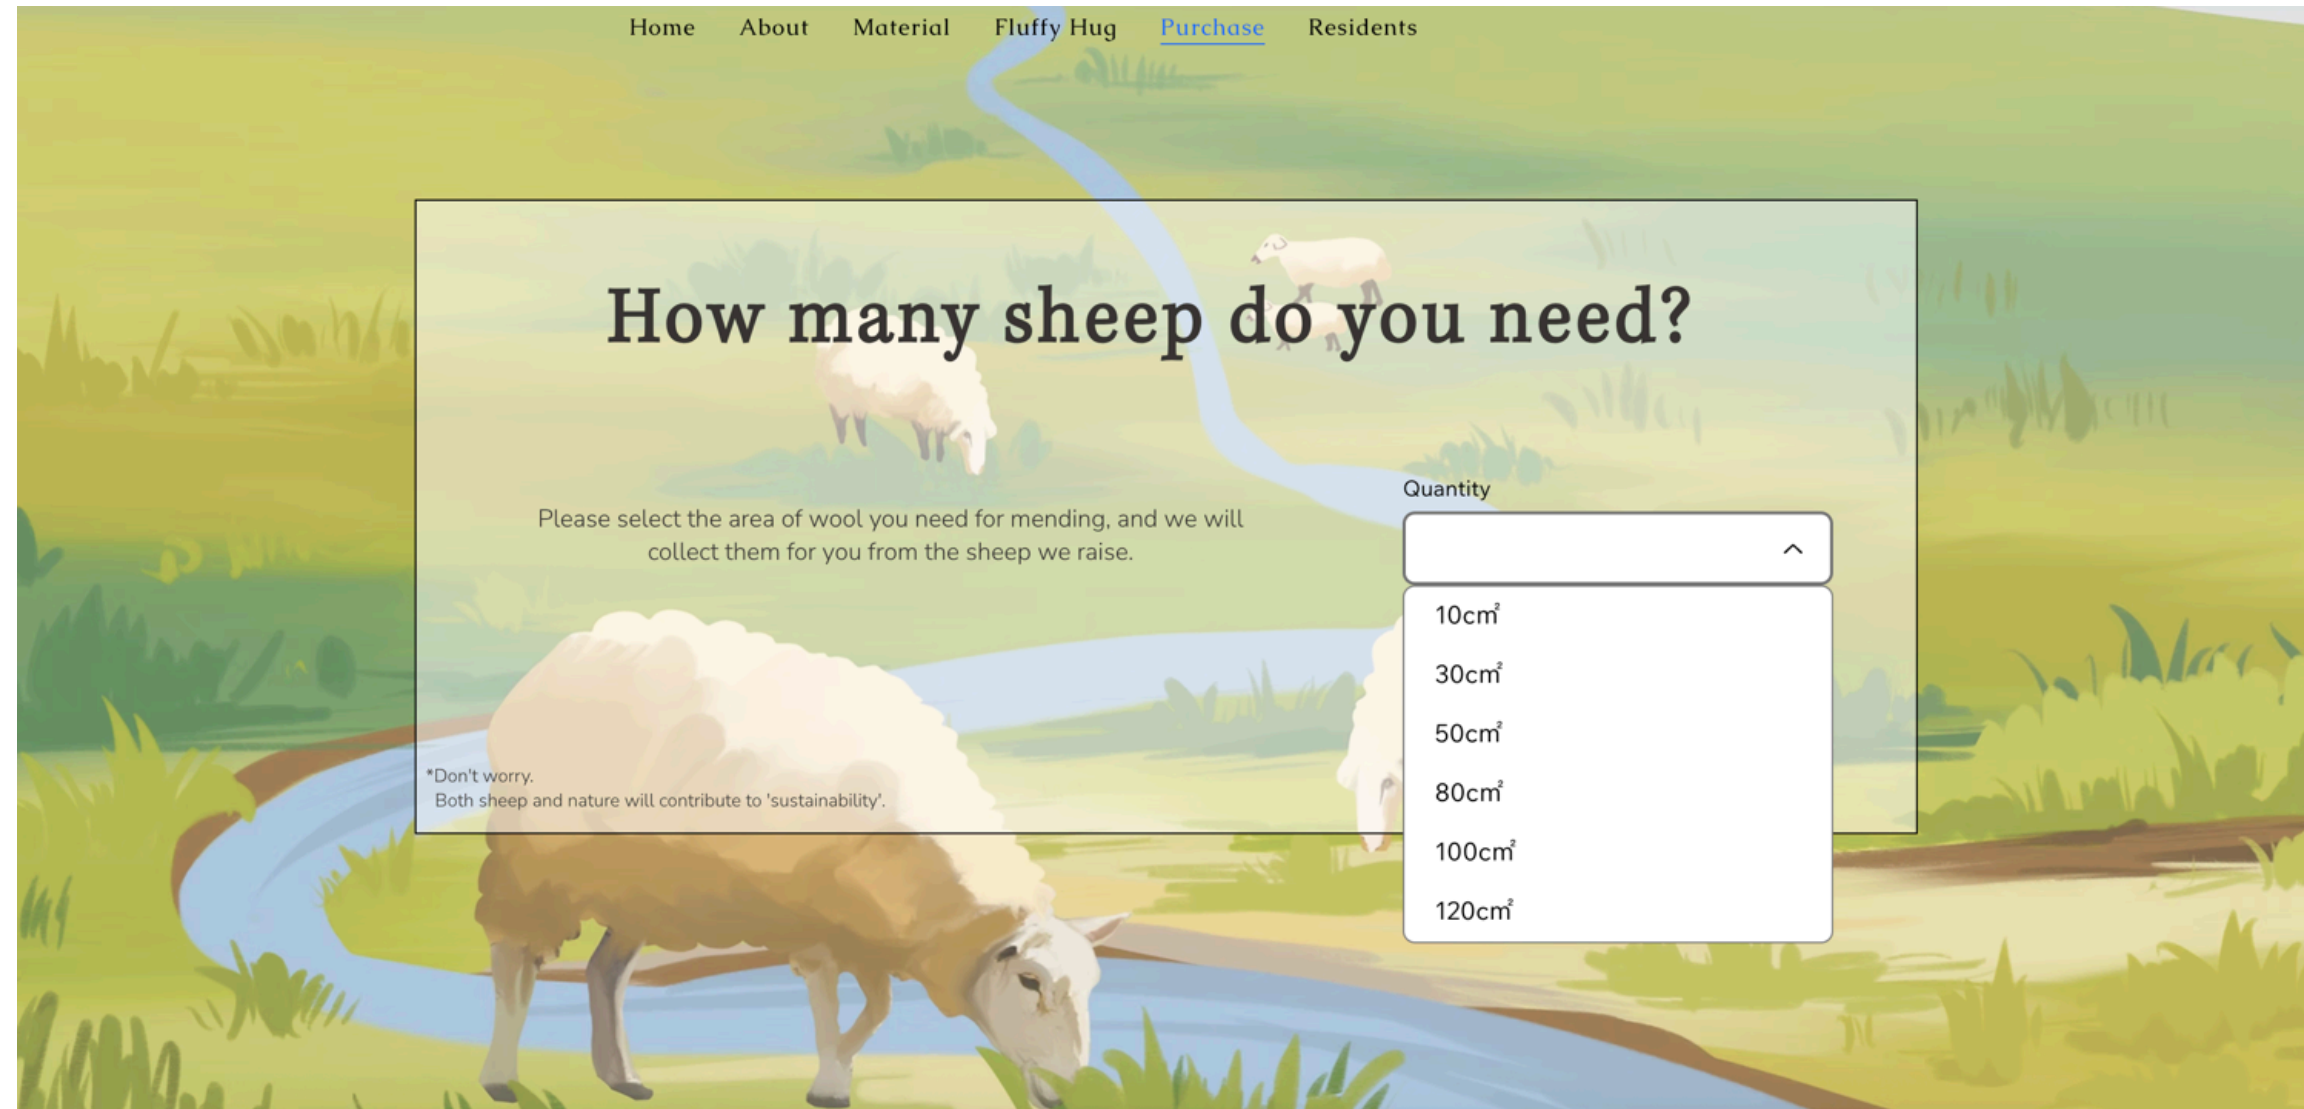 Home About Material Fluffy Hug Purchase Residents
How many sheep do you need?
Please select the area of wool you need for mending, and we will
collect them for you from the sheep we raise.
Quantity
10cm²
30cm²
50cm²
80cm²
100cm²
120cm²
*Don't worry.
Both sheep and nature will contribute to 'sustainability'.